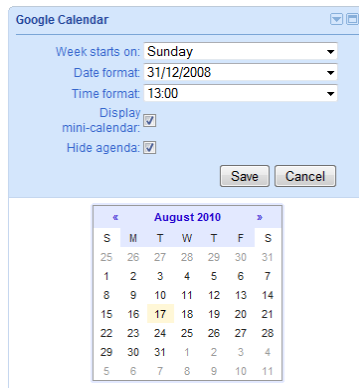 Google Calendar
Week starts on: Sunday
Date format: 31/12/2008
Time format: 13:00
Display
mini-calendar:
Hide agenda:
Save Cancel
« August 2010 »
S M T W T F S
25 26 27 28 29 30 31
1 2 3 4 5 6 7
8 9 10 11 12 13 14
15 16 17 18 19 20 21
22 23 24 25 26 27 28
29 30 31 1 2 3 4
5 6 7 8 9 10 11